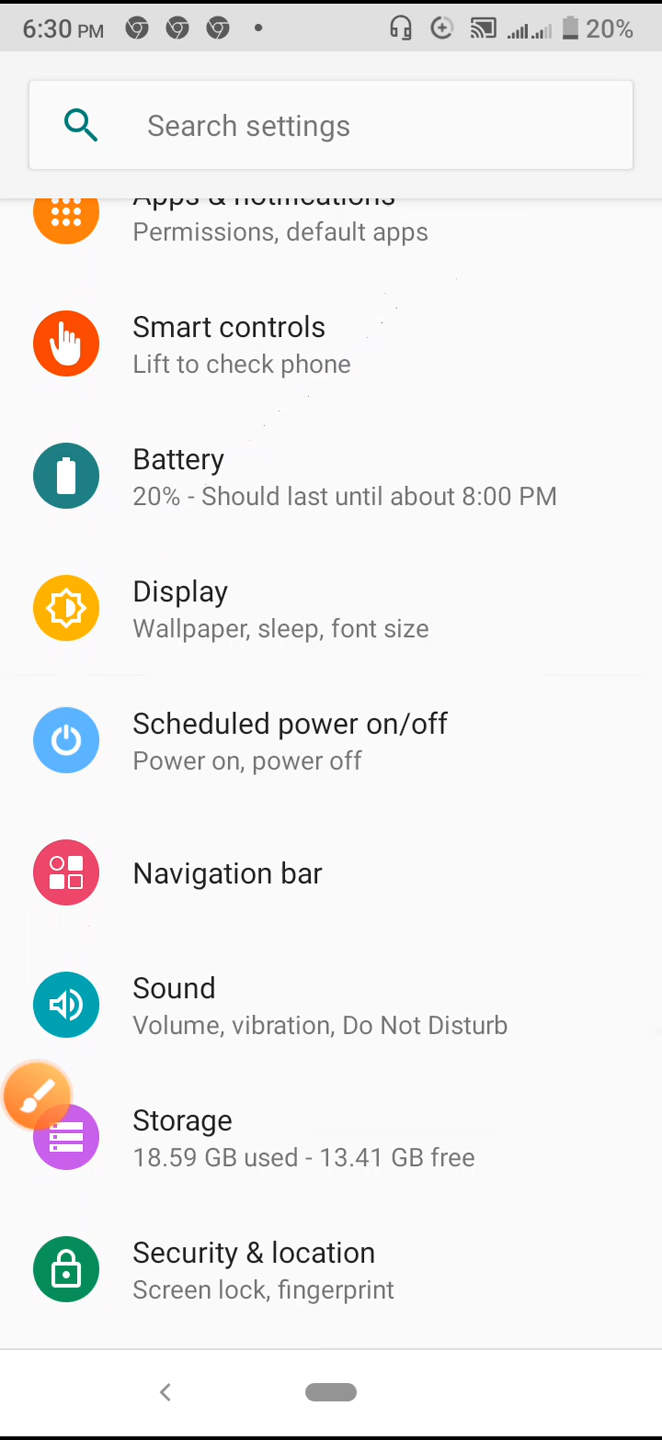 6:30 PM
20%
Search settings
Apps & notifications
Permissions, default apps
Smart controls
Lift to check phone
Battery
20% - Should last until about 8:00 PM
Display
Wallpaper, sleep, font size
Scheduled power on/off
Power on, power off
Navigation bar
Sound
Volume, vibration, Do Not Disturb
Storage
18.59 GB used - 13.41 GB free
Security & location
Screen lock, fingerprint